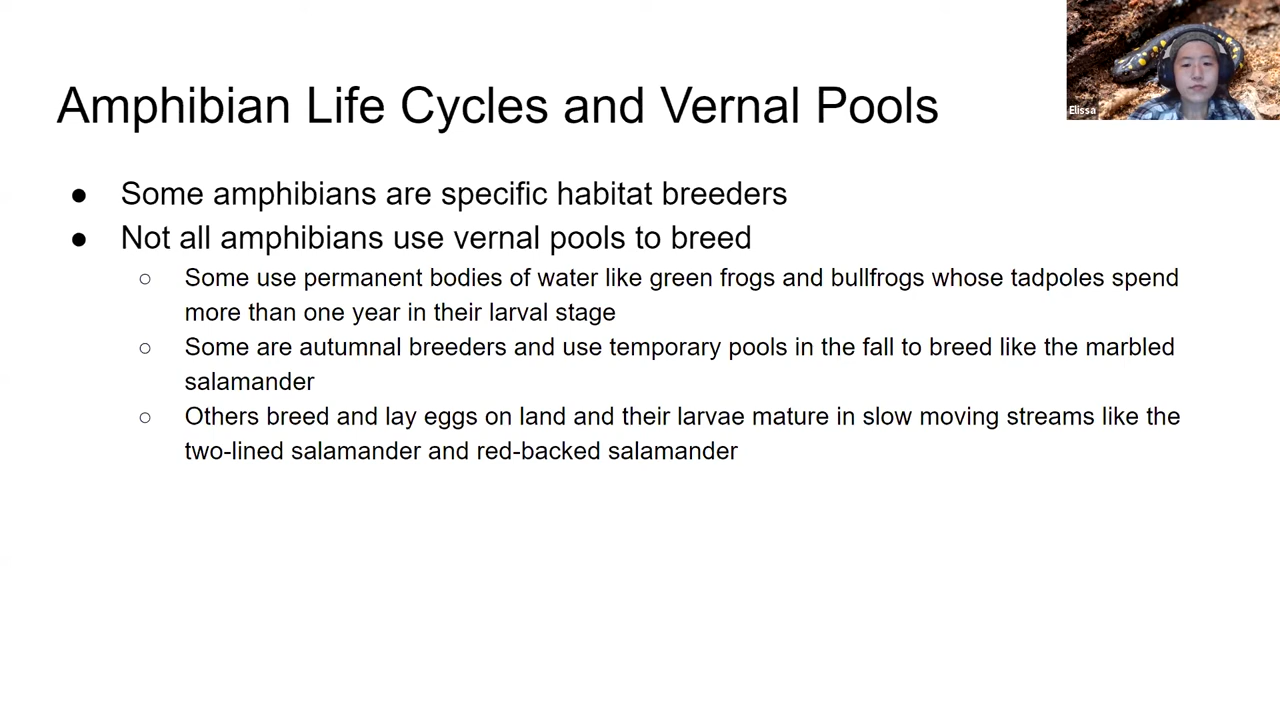 Elissa
Amphibian Life Cycles and Vernal Pools
● Some amphibians are specific habitat breeders
● Not all amphibians use vernal pools to breed
○ Some use permanent bodies of water like green frogs and bullfrogs whose tadpoles spend
more than one year in their larval stage
○ Some are autumnal breeders and use temporary pools in the fall to breed like the marbled
salamander
○ Others breed and lay eggs on land and their larvae mature in slow moving streams like the
two-lined salamander and red-backed salamander